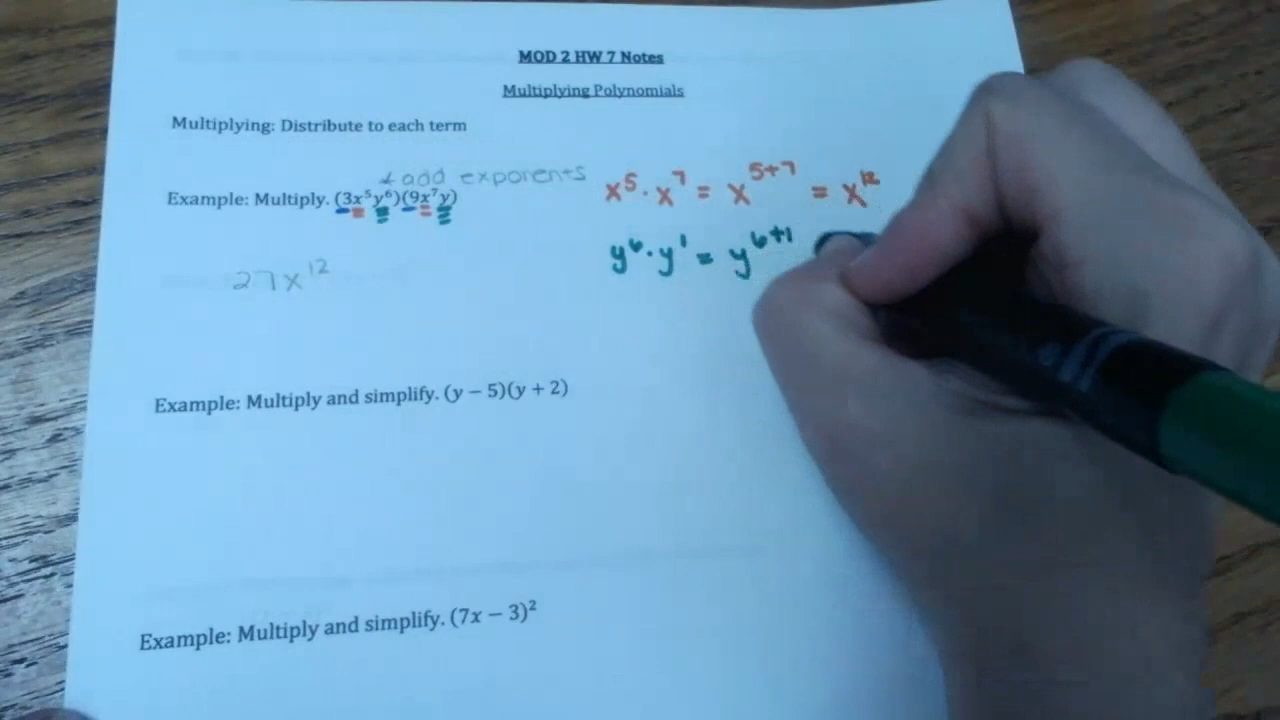 MOD 2 HW 7 Notes
Multiplying Polynomials
Multiplying: Distribute to each term
add exponents
Example: Multiply. (3x⁵y⁶)(9x⁷y)
x⁵ · x⁷ = x⁵⁺⁷ = x¹²
y⁶ · y¹ = y⁶⁺¹
27x¹²
Example: Multiply and simplify. (y − 5)(y + 2)
Example: Multiply and simplify. (7x − 3)²